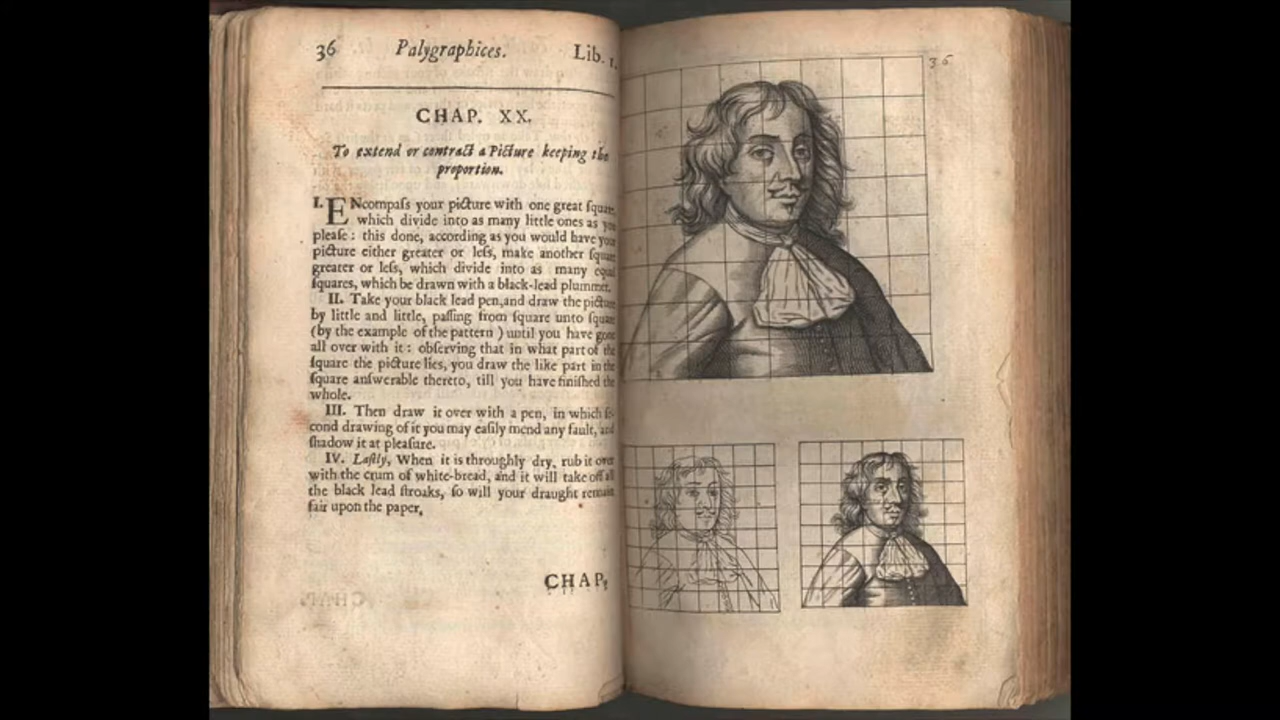 36 Palygraphices. Lib. 1.
CHAP. XX.
To extend or contract a Picture keeping the
proportion.
I. ENcompaſs your picture with one great ſquare,
which divide into as many little ones as you
pleaſe: this done, according as you would have your
picture either greater or leſs, make another ſquare
greater or leſs, which divide into as many equal
ſquares, which be drawn with a black-lead plummet.
II. Take your black lead pen, and draw the picture
by little and little, paſſing from ſquare unto ſquare
(by the example of the pattern) until you have gone
all over with it: obſerving that in what part of the
ſquare the picture lies, you draw the like part in the
ſquare anſwerable thereto, till you have finiſhed the
whole.
III. Then draw it over with a pen, in which ſe-
cond drawing of it you may eaſily mend any fault, and
ſhadow it at pleaſure.
IV. Laſtly, When it is throughly dry, rub it over
with the crum of white-bread, and it will take off all
the black lead ſtroaks, ſo will your draught remain
fair upon the paper,
CHAP,
36